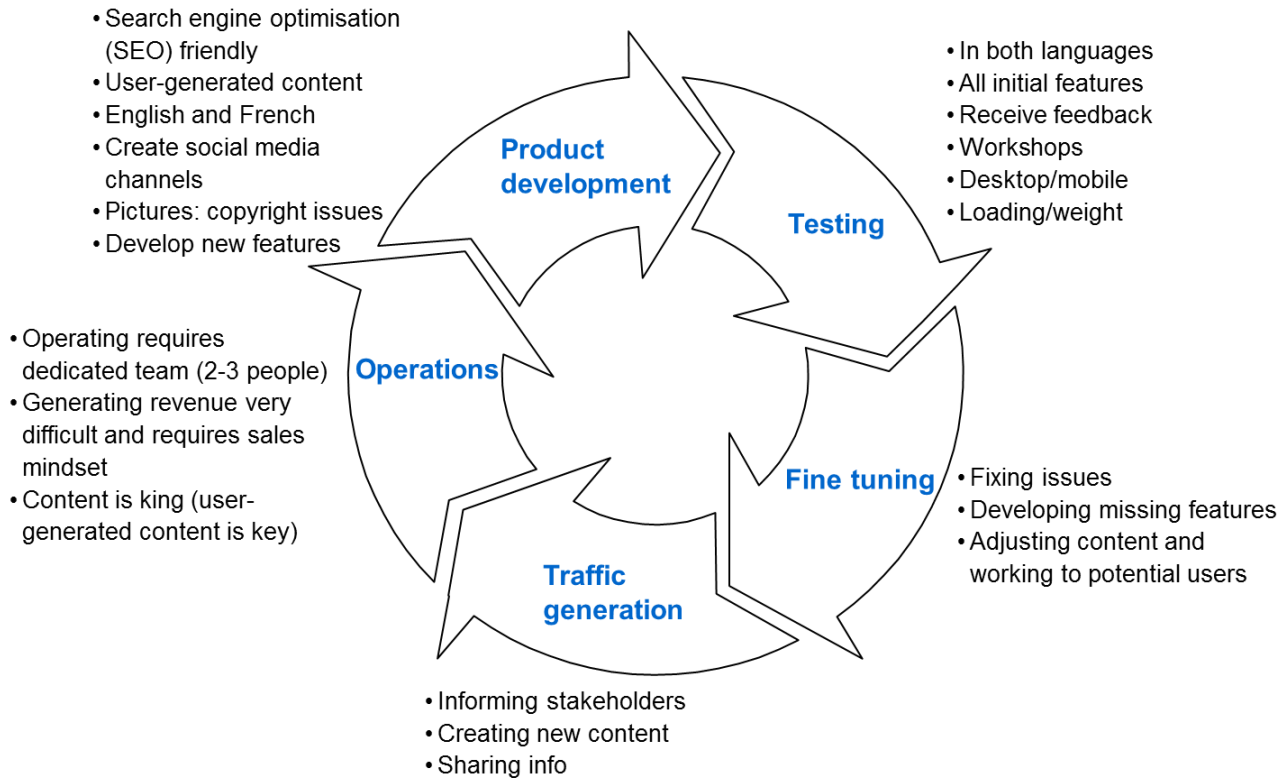 • Search engine optimisation
(SEO) friendly
• User-generated content
• English and French
• Create social media
channels
• Pictures: copyright issues
• Develop new features
Product
development
• In both languages
• All initial features
• Receive feedback
• Workshops
• Desktop/mobile
• Loading/weight
Testing
Fine tuning
• Fixing issues
• Developing missing features
• Adjusting content and
working to potential users
Traffic
generation
• Informing stakeholders
• Creating new content
• Sharing info
Operations
• Operating requires
dedicated team (2-3 people)
• Generating revenue very
difficult and requires sales
mindset
• Content is king (user-
generated content is key)